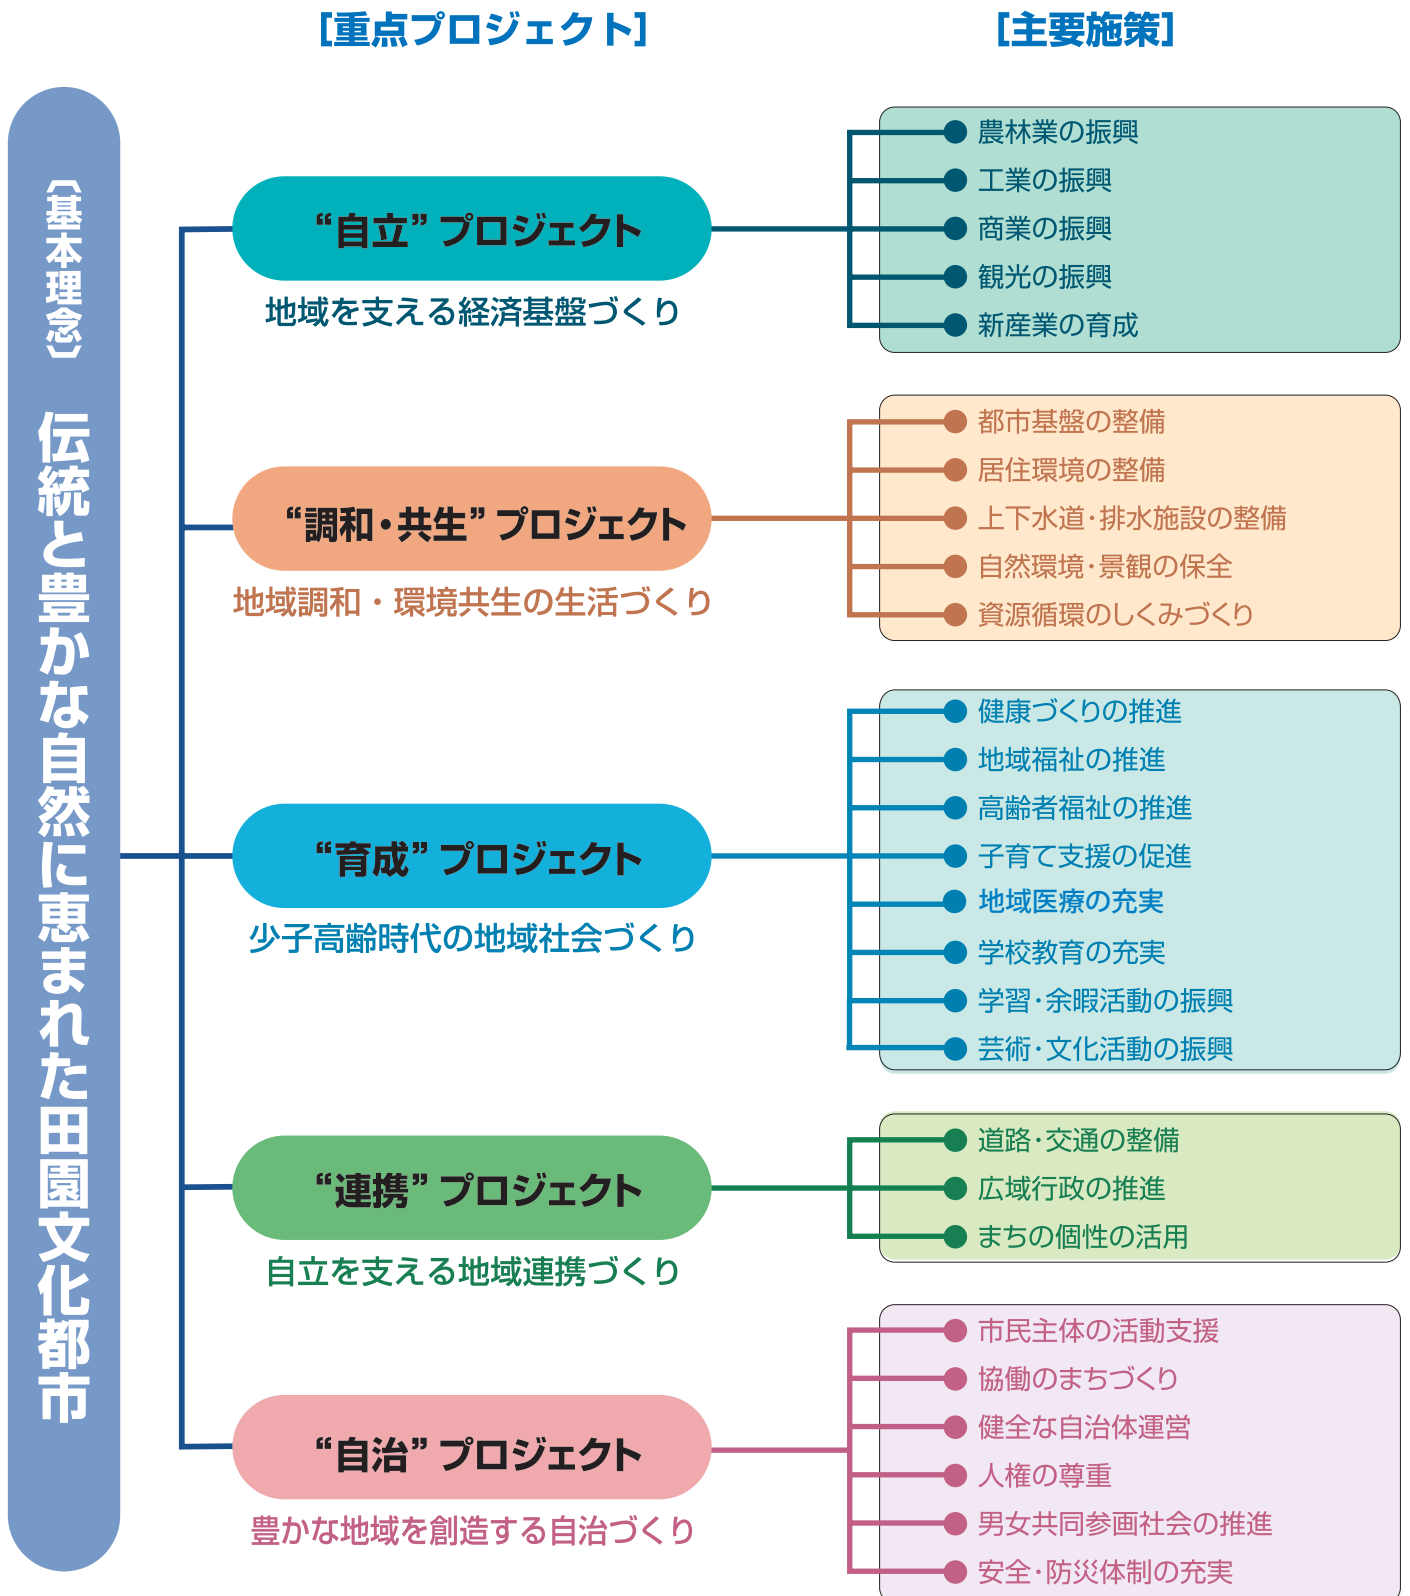 [重点プロジェクト]
[主要施策]
〔基本理念〕 伝統と豊かな自然に恵まれた田園文化都市
“自立” プロジェクト
地域を支える経済基盤づくり
農林業の振興
工業の振興
商業の振興
観光の振興
新産業の育成
“調和・共生” プロジェクト
地域調和・環境共生の生活づくり
都市基盤の整備
居住環境の整備
上下水道・排水施設の整備
自然環境・景観の保全
資源循環のしくみづくり
“育成” プロジェクト
少子高齢時代の地域社会づくり
健康づくりの推進
地域福祉の推進
高齢者福祉の推進
子育て支援の促進
地域医療の充実
学校教育の充実
学習・余暇活動の振興
芸術・文化活動の振興
“連携” プロジェクト
自立を支える地域連携づくり
道路・交通の整備
広域行政の推進
まちの個性の活用
“自治” プロジェクト
豊かな地域を創造する自治づくり
市民主体の活動支援
協働のまちづくり
健全な自治体運営
人権の尊重
男女共同参画社会の推進
安全・防災体制の充実